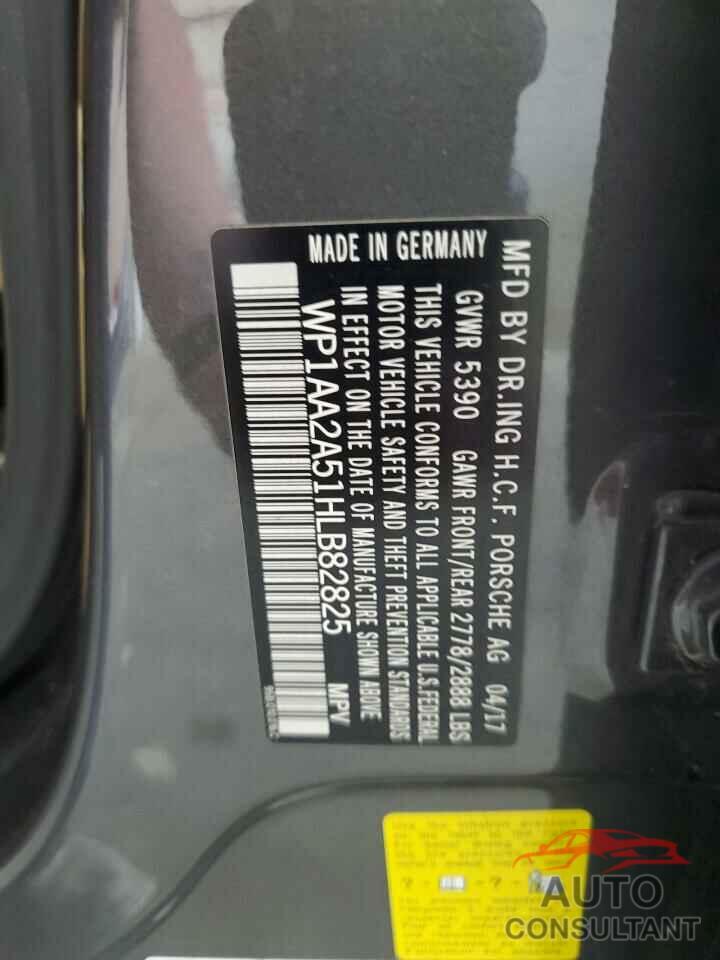 MFD BY DR.ING H.C.F. PORSCHE AG 04/17
GVWR 5390 GAWR FRONT/REAR 2778/2888 LBS
THIS VEHICLE CONFORMS TO ALL APPLICABLE U.S.FEDERAL
MOTOR VEHICLE SAFETY AND THEFT PREVENTION STANDARDS
IN EFFECT ON THE DATE OF MANUFACTURE SHOWN ABOVE
WP1AA2A51HLB82825 MPV
MADE IN GERMANY
AUTO
CONSULTANT